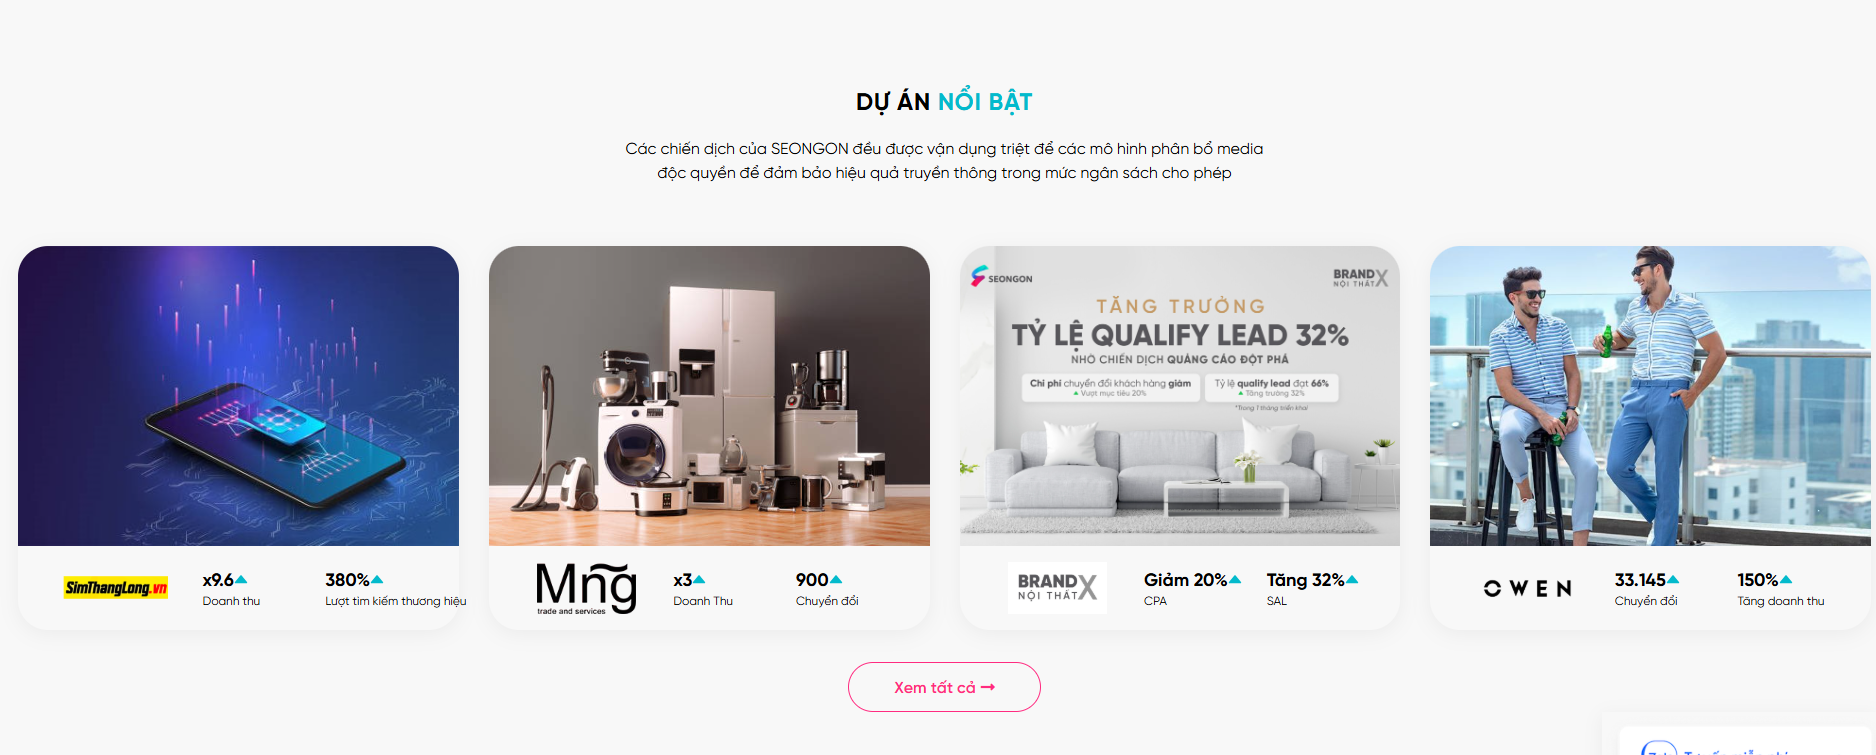 DỰ ÁN NỔI BẬT
Các chiến dịch của SEONGON đều được vận dụng triệt để các mô hình phân bổ media
độc quyền để đảm bảo hiệu quả truyền thông trong mức ngân sách cho phép
SEONGON
BRAND X
NỘI THẤT
TĂNG TRƯỞNG
TỶ LỆ QUALIFY LEAD 32%
NHỜ CHIẾN DỊCH QUẢNG CÁO ĐỘT PHÁ
Chi phí chuyển đổi khách hàng giảm
Vượt mục tiêu 20%
Tỷ lệ qualify lead đạt 66%
Tăng trưởng 32%
*Trong 1 tháng triển khai
SimThangLong.vn
x9.6
Doanh thu
380%
Lượt tìm kiếm thương hiệu
Mng
trade and services
x3
Doanh Thu
900
Chuyển đổi
BRAND X
NỘI THẤT
Giảm 20%
CPA
Tăng 32%
SAL
OWEN
33.145
Chuyển đổi
150%
Tăng doanh thu
Xem tất cả